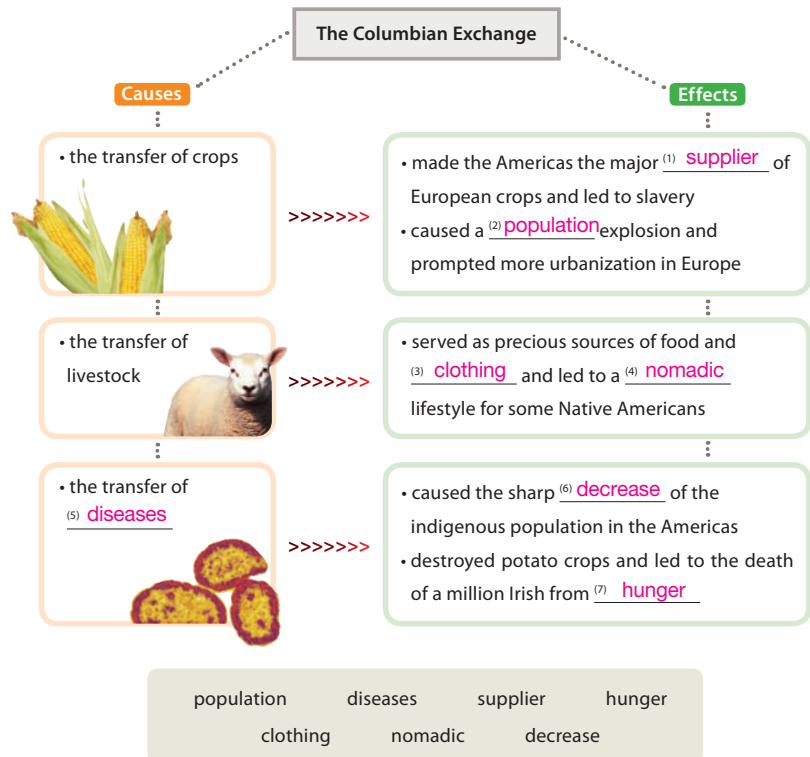 The Columbian Exchange
Causes
Effects
• the transfer of crops
>>>>>>>
• made the Americas the major (1) supplier of
European crops and led to slavery
• caused a (2) population explosion and
prompted more urbanization in Europe
• the transfer of
livestock
>>>>>>>
• served as precious sources of food and
(3) clothing and led to a (4) nomadic
lifestyle for some Native Americans
• the transfer of
(5) diseases
>>>>>>>
• caused the sharp (6) decrease of the
indigenous population in the Americas
• destroyed potato crops and led to the death
of a million Irish from (7) hunger
population diseases supplier hunger
clothing nomadic decrease